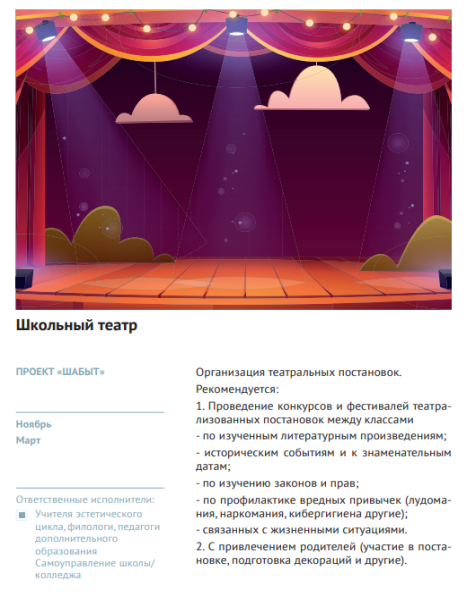 Школьный театр
ПРОЕКТ «ШАБЫТ»
Ноябрь
Март
Ответственные исполнители:
Учителя эстетического
цикла, филологи, педагоги
дополнительного
образования
Самоуправление школы/
колледжа
Организация театральных постановок.
Рекомендуется:
1. Проведение конкурсов и фестивалей театра-
лизованных постановок между классами
- по изученным литературным произведениям;
- историческим событиям и к знаменательным
датам;
- по изучению законов и прав;
- по профилактике вредных привычек (лудома-
ния, наркомания, кибергигиена другие);
- связанных с жизненными ситуациями.
2. С привлечением родителей (участие в поста-
новке, подготовка декораций и другие).